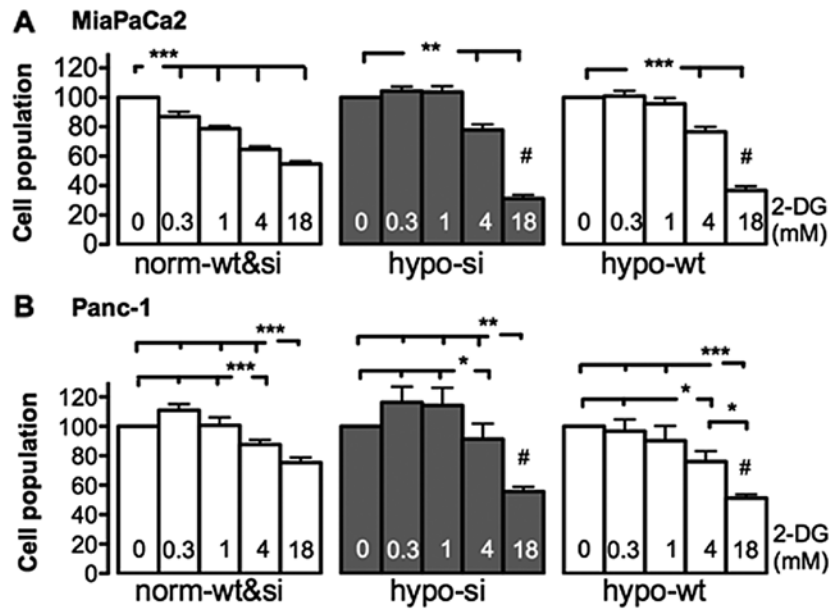 A MiaPaCa2
*** ** ***
120
100
80
60
40
20
0
Cell population
# #
0 0.3 1 4 18 0 0.3 1 4 18 0 0.3 1 4 18
2-DG
(mM)
norm-wt&si hypo-si hypo-wt
B Panc-1
*** ** ***
*** * * *
120
100
80
60
40
20
0
Cell population
# #
0 0.3 1 4 18 0 0.3 1 4 18 0 0.3 1 4 18
2-DG
(mM)
norm-wt&si hypo-si hypo-wt